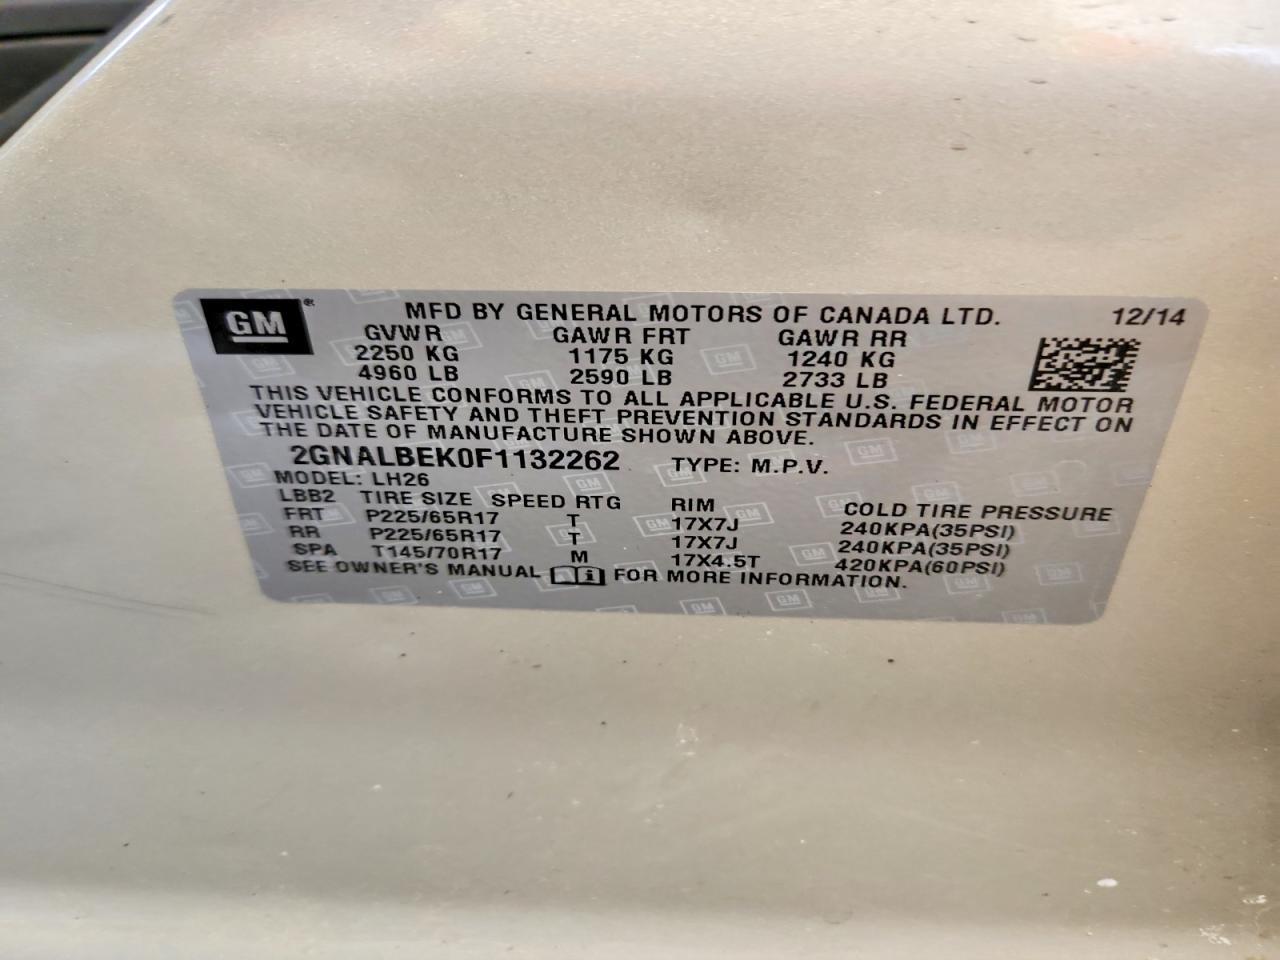 GM® MFD BY GENERAL MOTORS OF CANADA LTD. 12/14
GVWR GAWR FRT GAWR RR
2250 KG 1175 KG 1240 KG
4960 LB 2590 LB 2733 LB
THIS VEHICLE CONFORMS TO ALL APPLICABLE U.S. FEDERAL MOTOR
VEHICLE SAFETY AND THEFT PREVENTION STANDARDS IN EFFECT ON
THE DATE OF MANUFACTURE SHOWN ABOVE.
2GNALBEK0F1132262 TYPE: M.P.V.
MODEL: LH26
LBB2 TIRE SIZE SPEED RTG RIM COLD TIRE PRESSURE
FRT P225/65R17 T 17X7J 240KPA(35PSI)
RR P225/65R17 T 17X7J 240KPA(35PSI)
SPA T145/70R17 M 17X4.5T 420KPA(60PSI)
SEE OWNER'S MANUAL i FOR MORE INFORMATION.